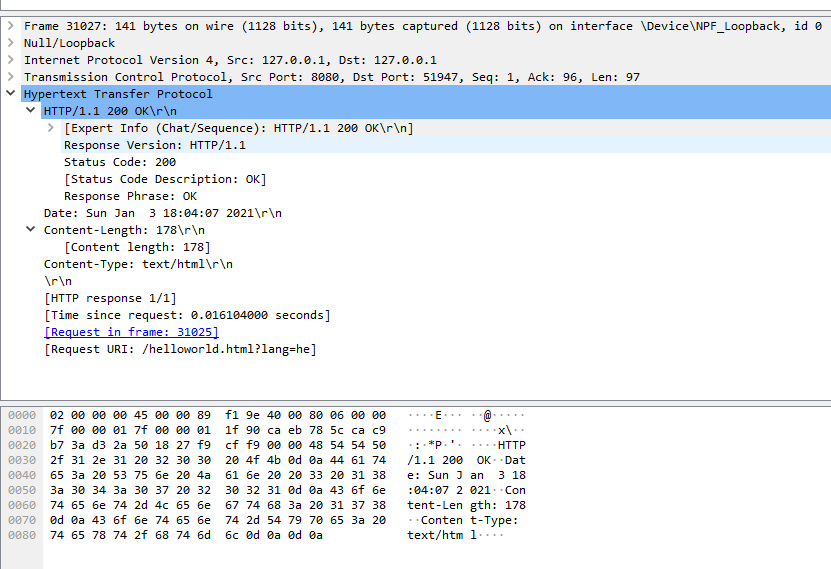 Frame 31027: 141 bytes on wire (1128 bits), 141 bytes captured (1128 bits) on interface \Device\NPF_Loopback, id 0
Null/Loopback
Internet Protocol Version 4, Src: 127.0.0.1, Dst: 127.0.0.1
Transmission Control Protocol, Src Port: 8080, Dst Port: 51947, Seq: 1, Ack: 96, Len: 97
Hypertext Transfer Protocol
HTTP/1.1 200 OK\r\n
[Expert Info (Chat/Sequence): HTTP/1.1 200 OK\r\n]
Response Version: HTTP/1.1
Status Code: 200
[Status Code Description: OK]
Response Phrase: OK
Date: Sun Jan  3 18:04:07 2021\r\n
Content-Length: 178\r\n
[Content length: 178]
Content-Type: text/html\r\n
\r\n
[HTTP response 1/1]
[Time since request: 0.016104000 seconds]
[Request in frame: 31025]
[Request URI: /helloworld.html?lang=he]
0000 02 00 00 00 45 00 00 89 f1 9e 40 00 80 06 00 00 ····E··· ··@·····
0010 7f 00 00 01 7f 00 00 01 1f 90 ca eb 78 5c ca c9 ········ ····x\··
0020 b7 3a d3 2a 50 18 27 f9 cf f9 00 00 48 54 54 50 ·:·*P·'· ····HTTP
0030 2f 31 2e 31 20 32 30 30 20 4f 4b 0d 0a 44 61 74 /1.1 200  OK··Dat
0040 65 3a 20 53 75 6e 20 4a 61 6e 20 20 33 20 31 38 e: Sun J an  3 18
0050 3a 30 34 3a 30 37 20 32 30 32 31 0d 0a 43 6f 6e :04:07 2 021··Con
0060 74 65 6e 74 2d 4c 65 6e 67 74 68 3a 20 31 37 38 tent-Len gth: 178
0070 0d 0a 43 6f 6e 74 65 6e 74 2d 54 79 70 65 3a 20 ··Conten t-Type:
0080 74 65 78 74 2f 68 74 6d 6c 0d 0a 0d 0a text/htm l····